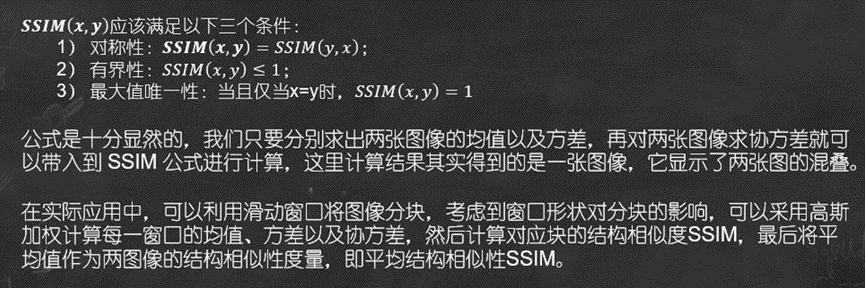 SSIM(x,y)应该满足以下三个条件：
1) 对称性：SSIM(x,y) = SSIM(y,x)；
2) 有界性：SSIM(x,y) ≤ 1；
3) 最大值唯一性：当且仅当x=y时，SSIM(x,y) = 1
公式是十分显然的，我们只要分别求出两张图像的均值以及方差，再对两张图像求协方差就可
以带入到 SSIM 公式进行计算，这里计算结果其实得到的是一张图像，它显示了两张图的混叠。
在实际应用中，可以利用滑动窗口将图像分块，考虑到窗口形状对分块的影响，可以采用高斯
加权计算每一窗口的均值、方差以及协方差，然后计算对应块的结构相似度SSIM，最后将平
均值作为两图像的结构相似性度量，即平均结构相似性SSIM。